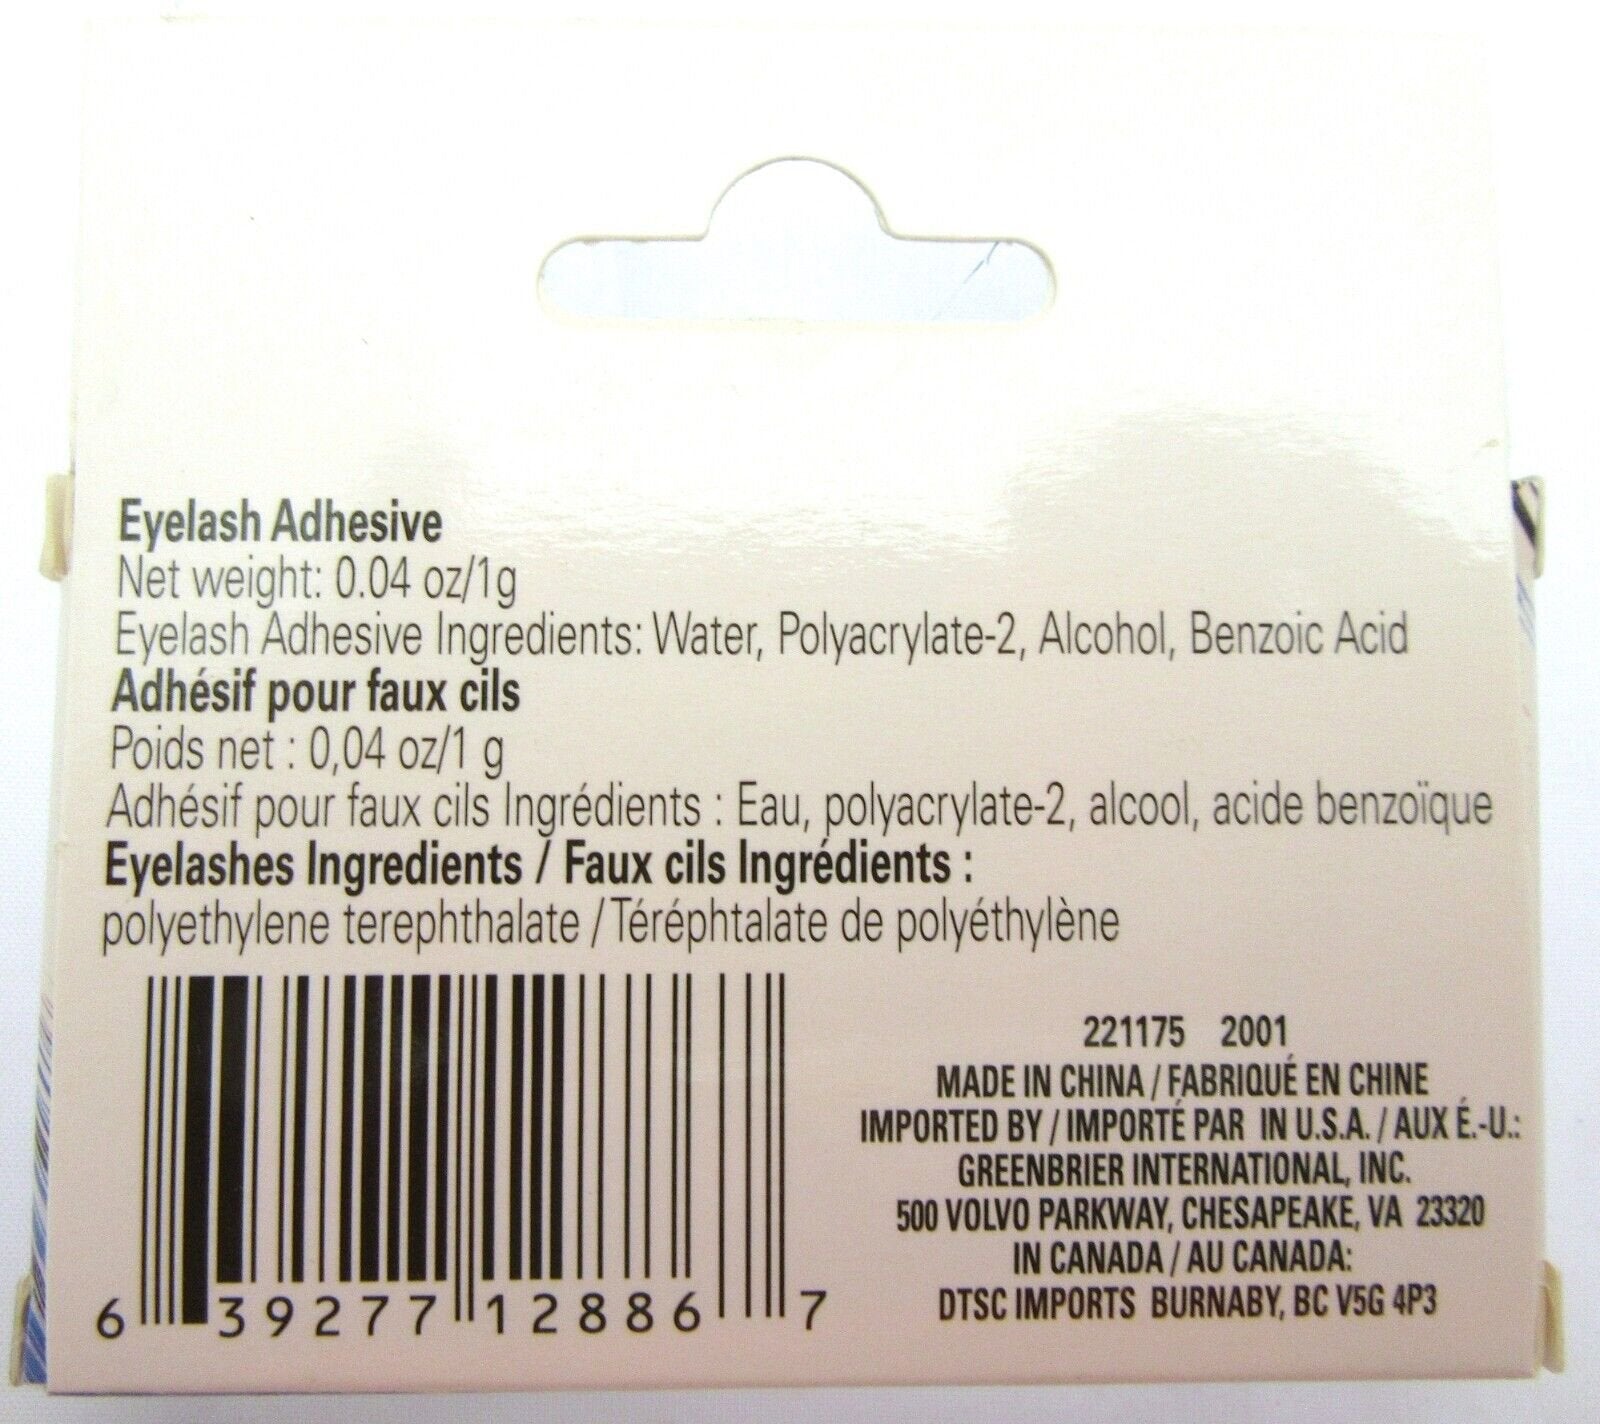 Eyelash Adhesive
Net weight: 0.04 oz/1g
Eyelash Adhesive Ingredients: Water, Polyacrylate-2, Alcohol, Benzoic Acid
Adhésif pour faux cils
Poids net : 0,04 oz/1 g
Adhésif pour faux cils Ingrédients : Eau, polyacrylate-2, alcool, acide benzoïque
Eyelashes Ingredients / Faux cils Ingrédients :
polyethylene terephthalate / Téréphtalate de polyéthylène
6 39277 12886 7
221175 2001
MADE IN CHINA / FABRIQUÉ EN CHINE
IMPORTED BY / IMPORTÉ PAR IN U.S.A. / AUX É.-U.:
GREENBRIER INTERNATIONAL, INC.
500 VOLVO PARKWAY, CHESAPEAKE, VA 23320
IN CANADA / AU CANADA:
DTSC IMPORTS BURNABY, BC V5G 4P3